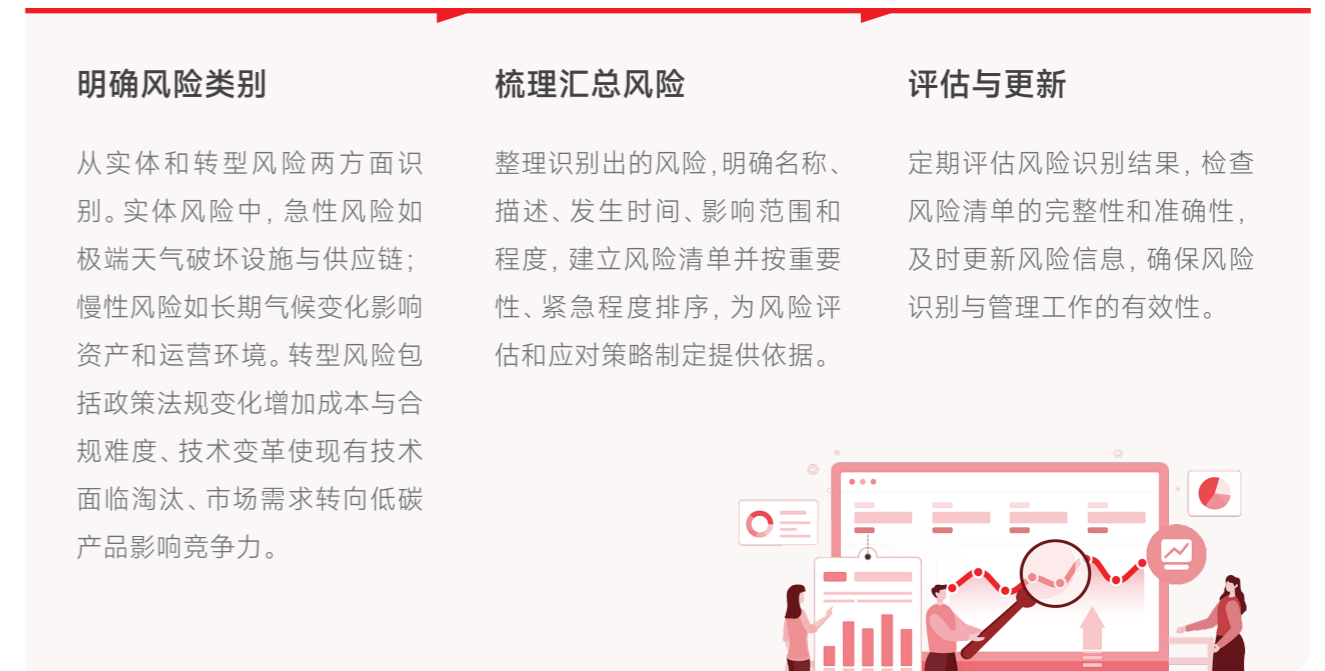 明确风险类别
从实体和转型风险两方面识
别。实体风险中，急性风险如
极端天气破坏设施与供应链；
慢性风险如长期气候变化影响
资产和运营环境。转型风险包
括政策法规变化增加成本与合
规难度、技术变革使现有技术
面临淘汰、市场需求转向低碳
产品影响竞争力。
梳理汇总风险
整理识别出的风险，明确名称、
描述、发生时间、影响范围和
程度，建立风险清单并按重要
性、紧急程度排序，为风险评
估和应对策略制定提供依据。
评估与更新
定期评估风险识别结果，检查
风险清单的完整性和准确性，
及时更新风险信息，确保风险
识别与管理工作的有效性。